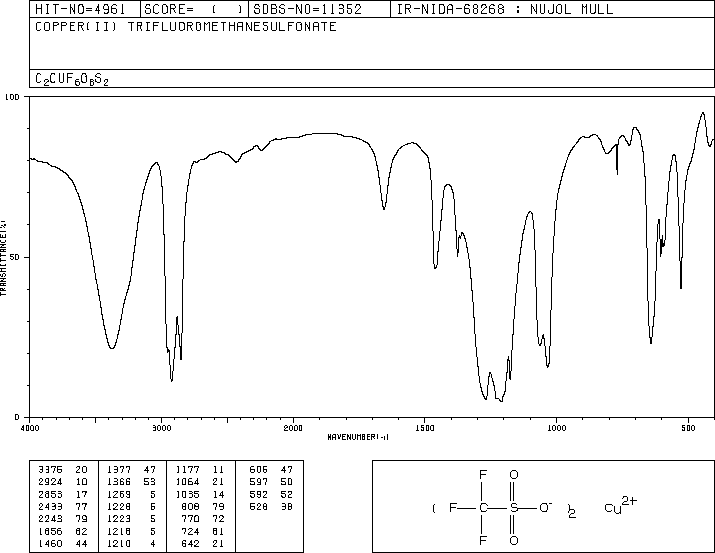 HIT-NO=4961 SCORE= ( ) SDBS-NO=11352 IR-NIDA-68268 : NUJOL MULL
COPPER(II) TRIFLUOROMETHANESULFONATE
C2CUF6O6S2
100
50
0
TRANSMITTANCE(%)
4000 3000 2000 1500 1000 500
WAVENUMBER(-1)
3376 20 1377 47 1177 11 606 47
2924 10 1366 53 1064 21 597 50
2853 17 1269 5 1035 14 592 52
2433 77 1228 6 808 79 528 38
2243 79 1223 5 770 72
1656 62 1218 5 724 81
1460 44 1210 4 642 21
F O
( F C S O- )2 Cu2+
F O